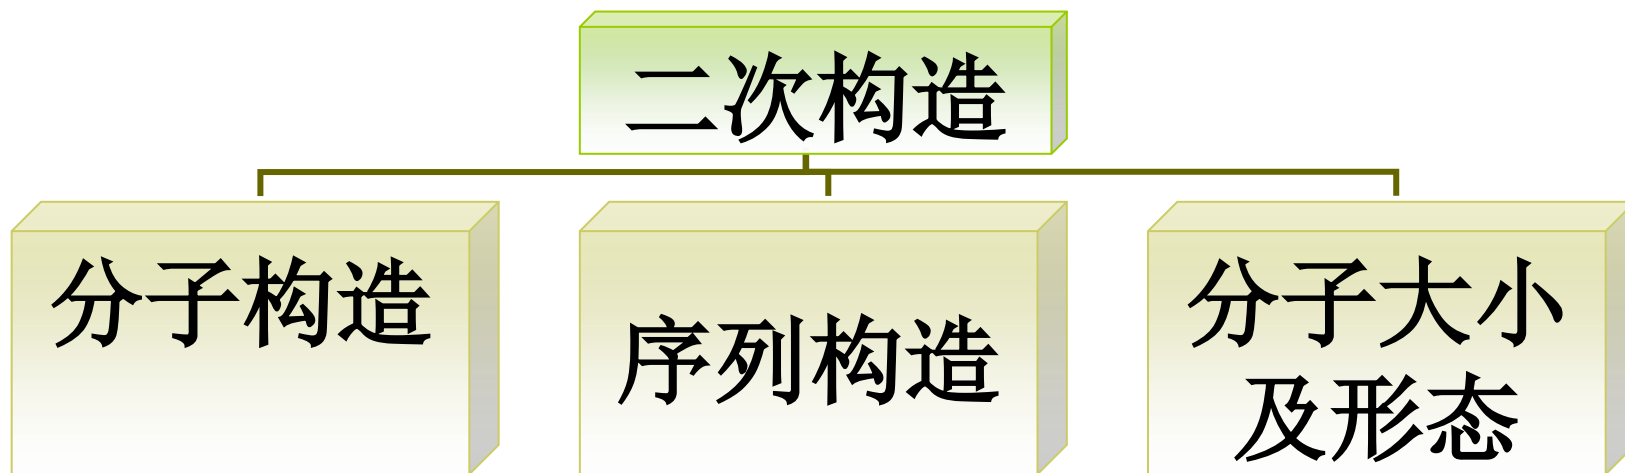 二次构造
分子构造
序列构造
分子大小
及形态